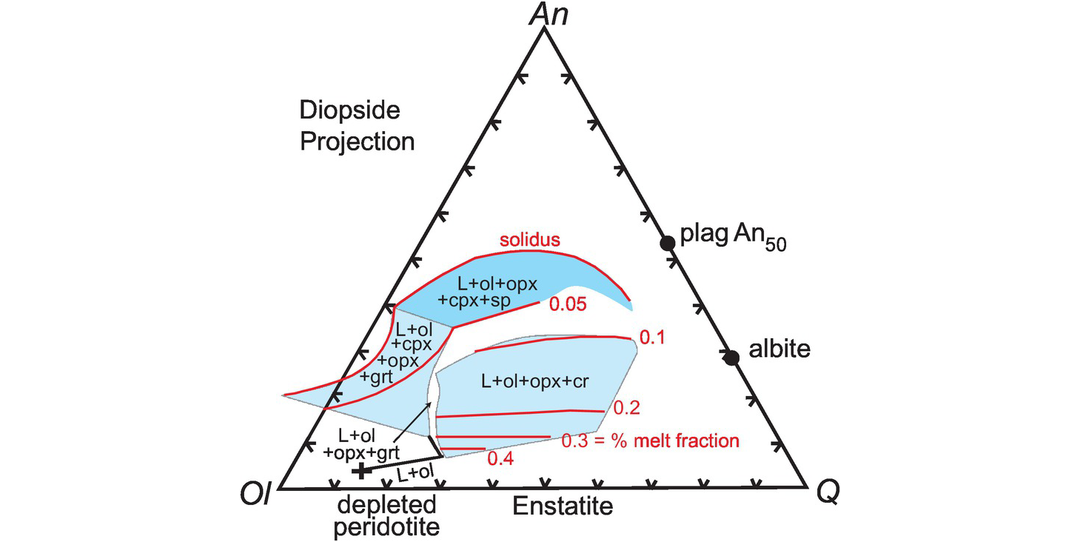 An
Diopside
Projection
plag An50
solidus
L+ol+opx
+cpx+sp
0.05
L+ol
+cpx
+opx
+grt
0.1
albite
L+ol+opx+cr
0.2
L+ol
+opx+grt
0.3 = % melt fraction
0.4
L+ol
Ol
Q
depleted
peridotite
Enstatite